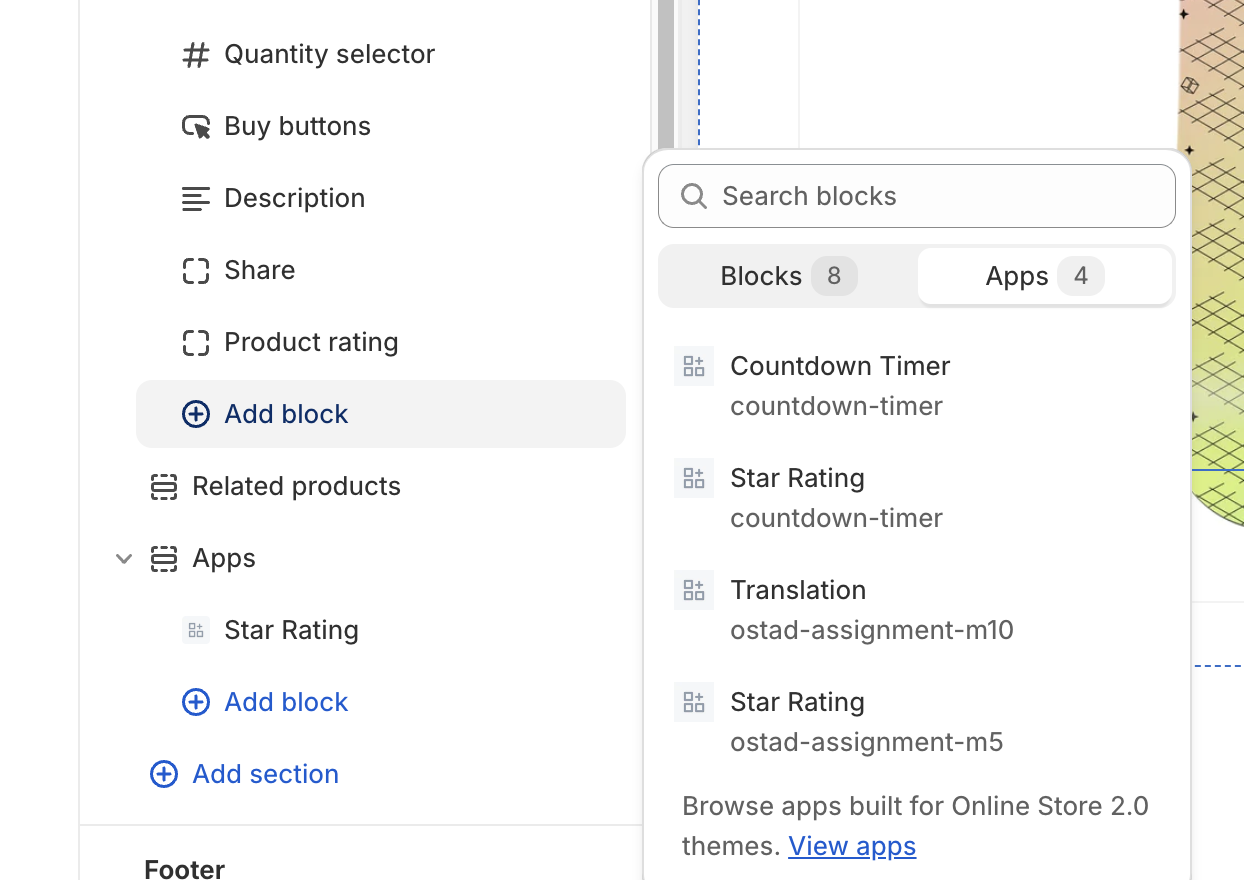 Quantity selector
Buy buttons
Description
Share
Product rating
Add block
Related products
Apps
Star Rating
Add block
Add section
Footer
Search blocks
Blocks 8
Apps 4
Countdown Timer
countdown-timer
Star Rating
countdown-timer
Translation
ostad-assignment-m10
Star Rating
ostad-assignment-m5
Browse apps built for Online Store 2.0
themes. View apps